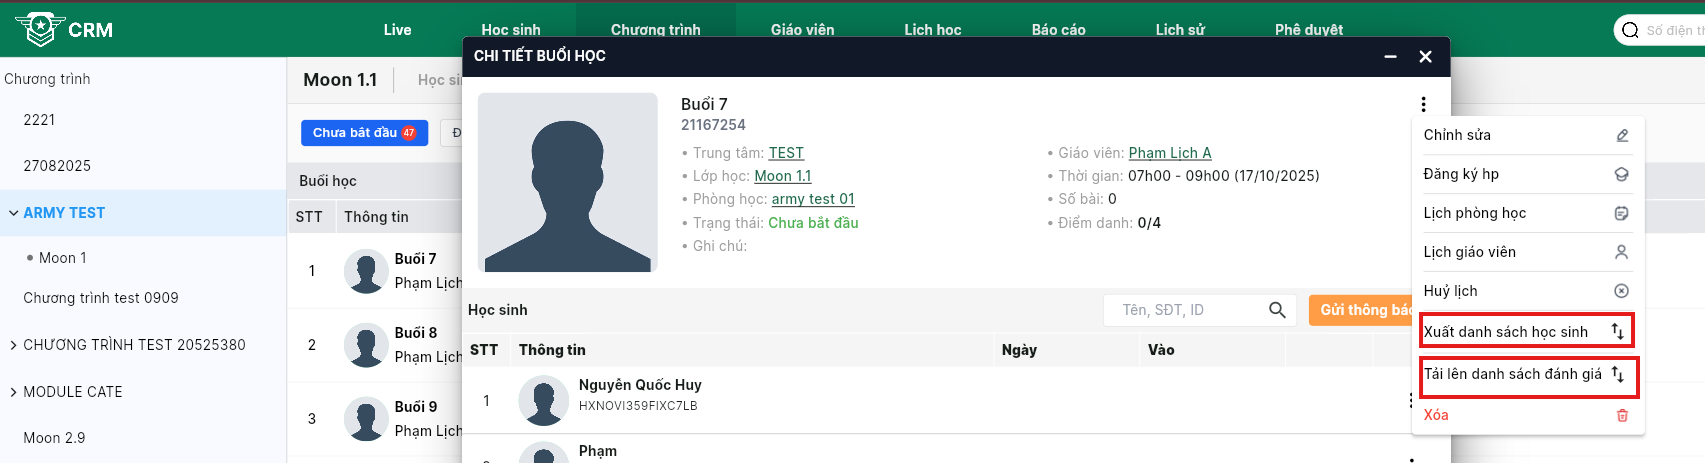 CRM
Live
Học sinh
Chương trình
Giáo viên
Lịch học
Báo cáo
Lịch sử
Phê duyệt
Số điện th
Chương trình
2221
27082025
ARMY TEST
Moon 1
Chương trình test 0909
CHƯƠNG TRÌNH TEST 20525380
MODULE CATE
Moon 2.9
Moon 1.1
Học si
Chưa bắt đầu 47
Đ
Buổi học
STT Thông tin
1
Buổi 7
Phạm Lịch
2
Buổi 8
Phạm Lịch
3
Buổi 9
Phạm Lịch
CHI TIẾT BUỔI HỌC
Buổi 7
21167254
• Trung tâm: TEST
• Lớp học: Moon 1.1
• Phòng học: army test 01
• Trạng thái: Chưa bắt đầu
• Ghi chú:
• Giáo viên: Phạm Lịch A
• Thời gian: 07h00 - 09h00 (17/10/2025)
• Số bài: 0
• Điểm danh: 0/4
Học sinh
Tên, SĐT, ID
Gửi thông báo
STT Thông tin Ngày Vào
1
Nguyễn Quốc Huy
HXNOVI359FIXC7LB
Phạm
Chỉnh sửa
Đăng ký hp
Lịch phòng học
Lịch giáo viên
Huỷ lịch
Xuất danh sách học sinh
Tải lên danh sách đánh giá
Xóa